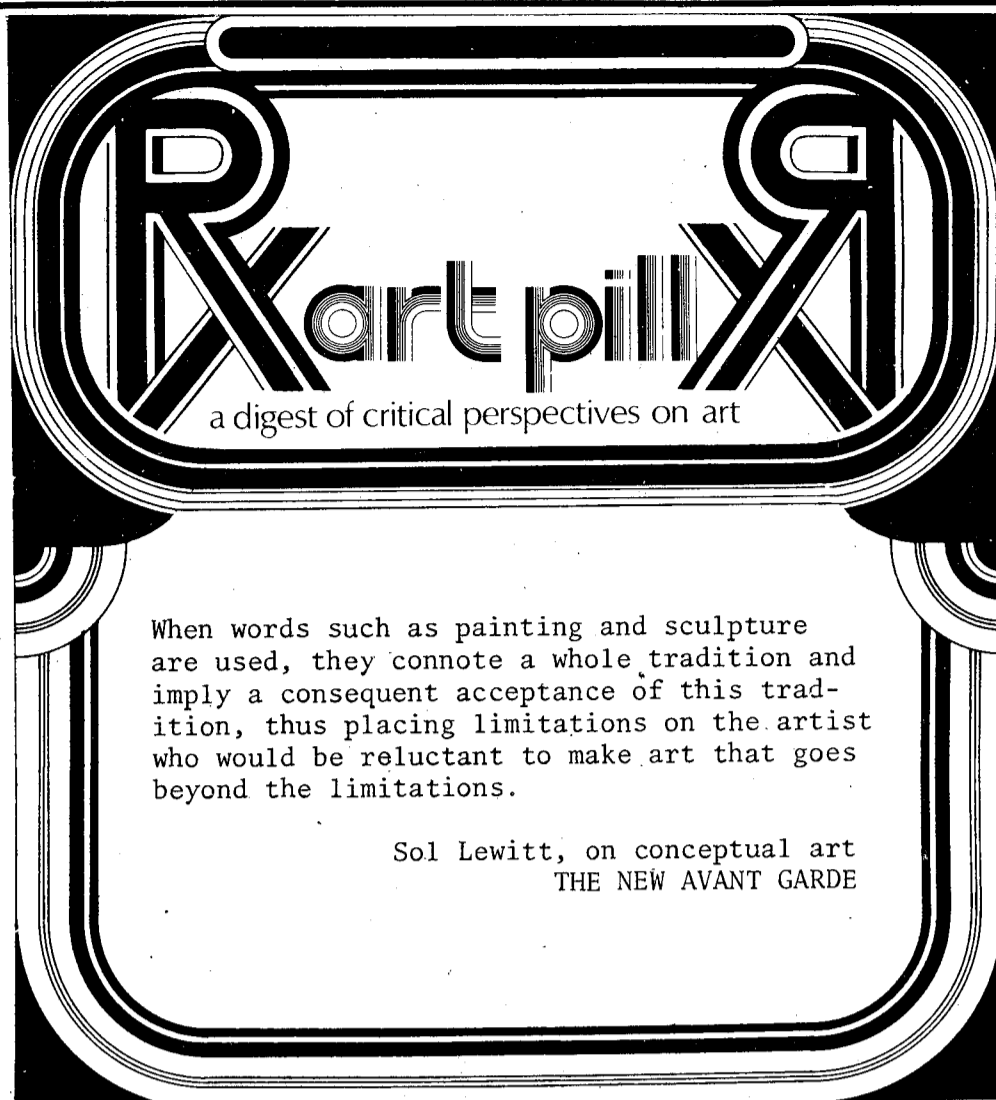 Rx art pill Rx
a digest of critical perspectives on art
When words such as painting and sculpture
are used, they connote a whole tradition and
imply a consequent acceptance of this trad-
ition, thus placing limitations on the artist
who would be reluctant to make art that goes
beyond the limitations.
Sol Lewitt, on conceptual art
THE NEW AVANT GARDE